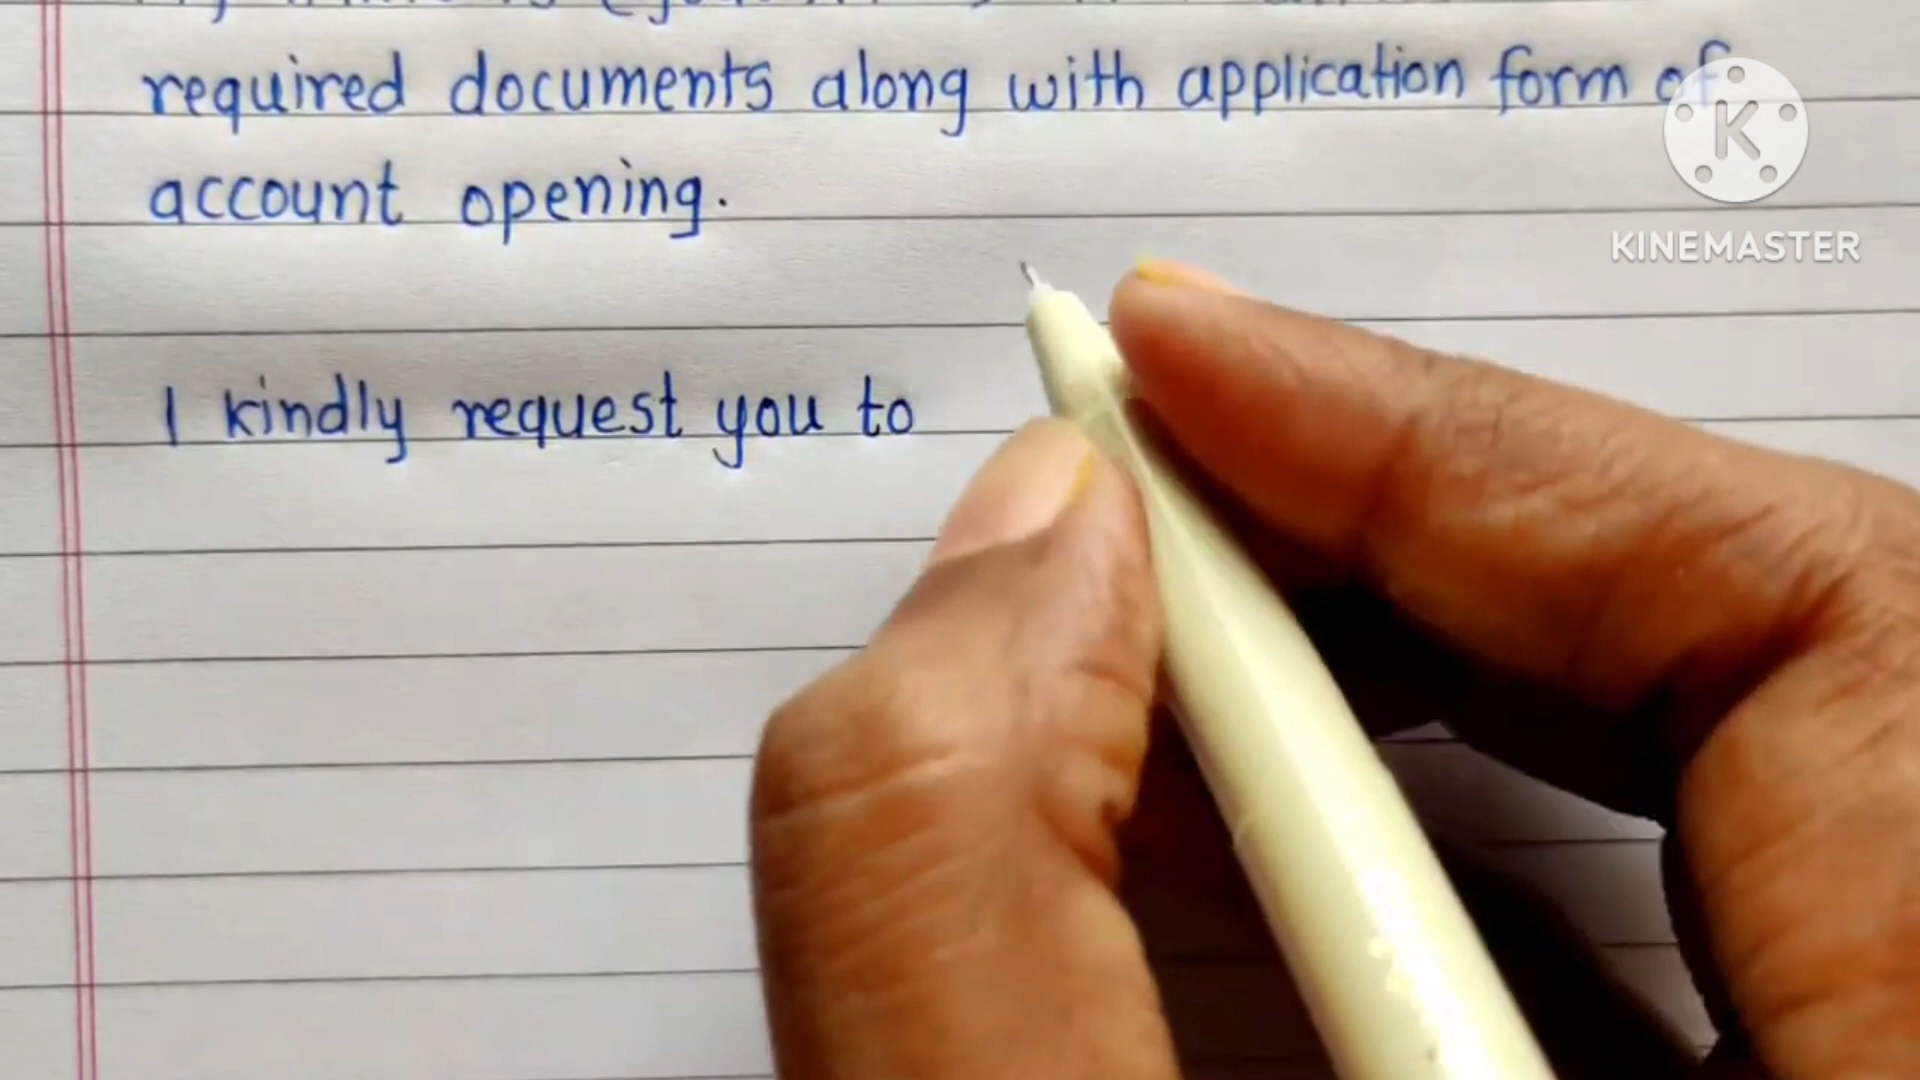 required documents along with application form of
account opening.
I kindly request you to
K
KINEMASTER